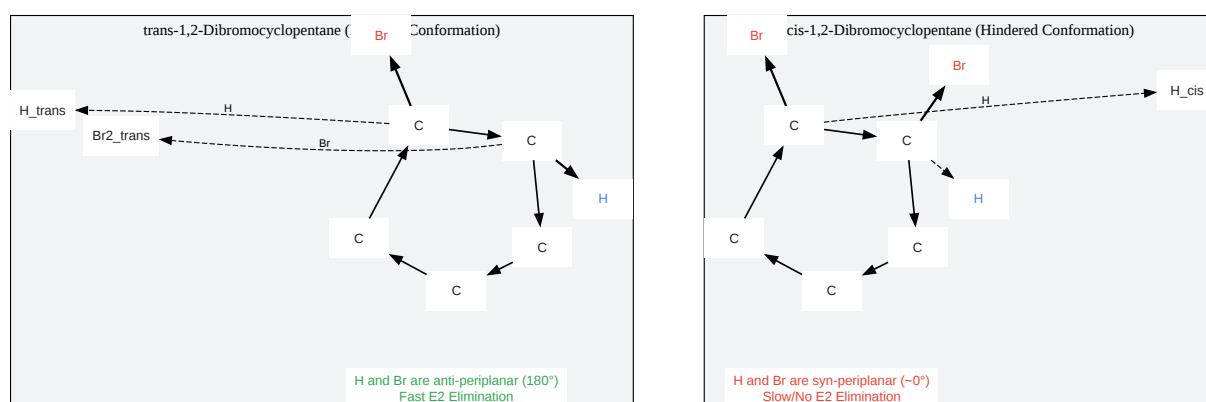 trans-1,2-Dibromocyclopentane (
Conformation)
Br
H_trans
H
Br2_trans
Br
C
C
H
C
C
C
H and Br are anti-periplanar (180°)
Fast E2 Elimination
cis-1,2-Dibromocyclopentane (Hindered Conformation)
Br
Br
H_cis
H
C
C
H
C
C
C
H and Br are syn-periplanar (~0°)
Slow/No E2 Elimination